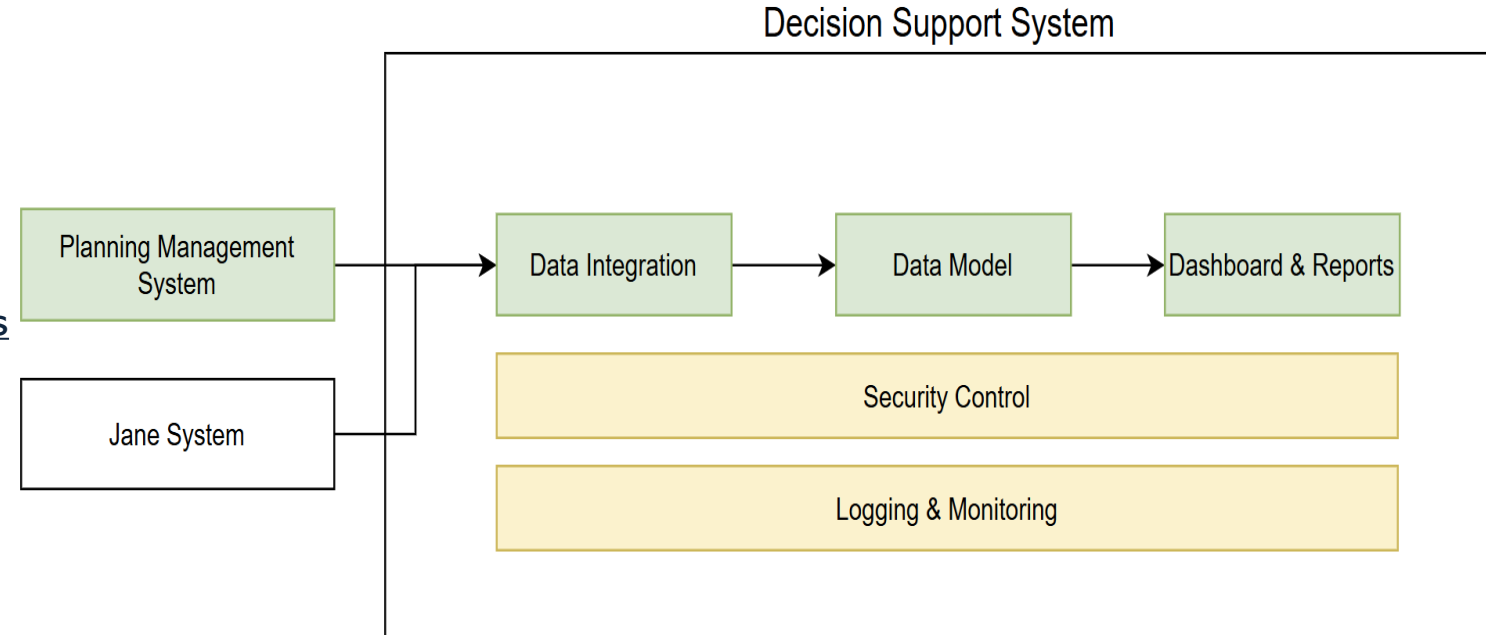 Decision Support System
Planning Management
System
Data Integration
Data Model
Dashboard & Reports
s
Security Control
Jane System
Logging & Monitoring